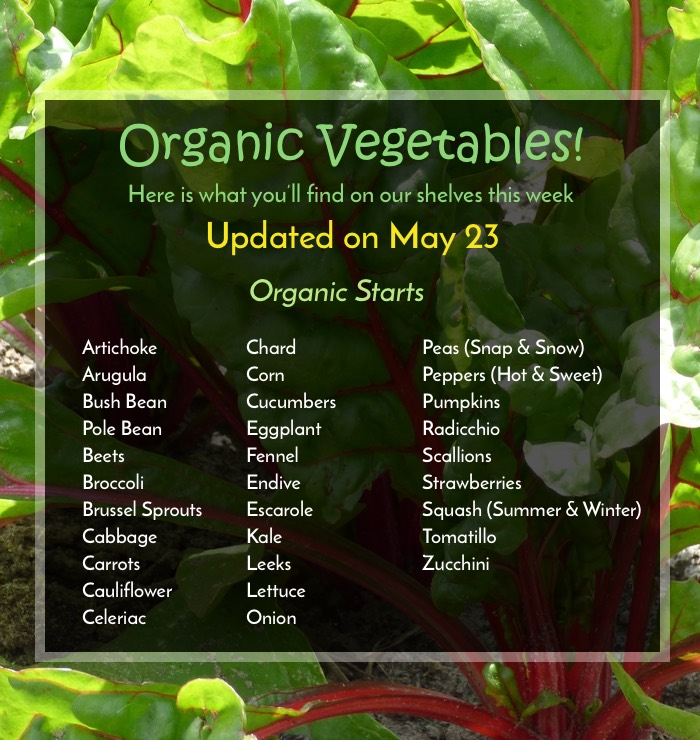 Organic Vegetables!
Here is what you'll find on our shelves this week
Updated on May 23
Organic Starts
Artichoke
Arugula
Bush Bean
Pole Bean
Beets
Broccoli
Brussel Sprouts
Cabbage
Carrots
Cauliflower
Celeriac
Chard
Corn
Cucumbers
Eggplant
Fennel
Endive
Escarole
Kale
Leeks
Lettuce
Onion
Peas (Snap & Snow)
Peppers (Hot & Sweet)
Pumpkins
Radicchio
Scallions
Strawberries
Squash (Summer & Winter)
Tomatillo
Zucchini